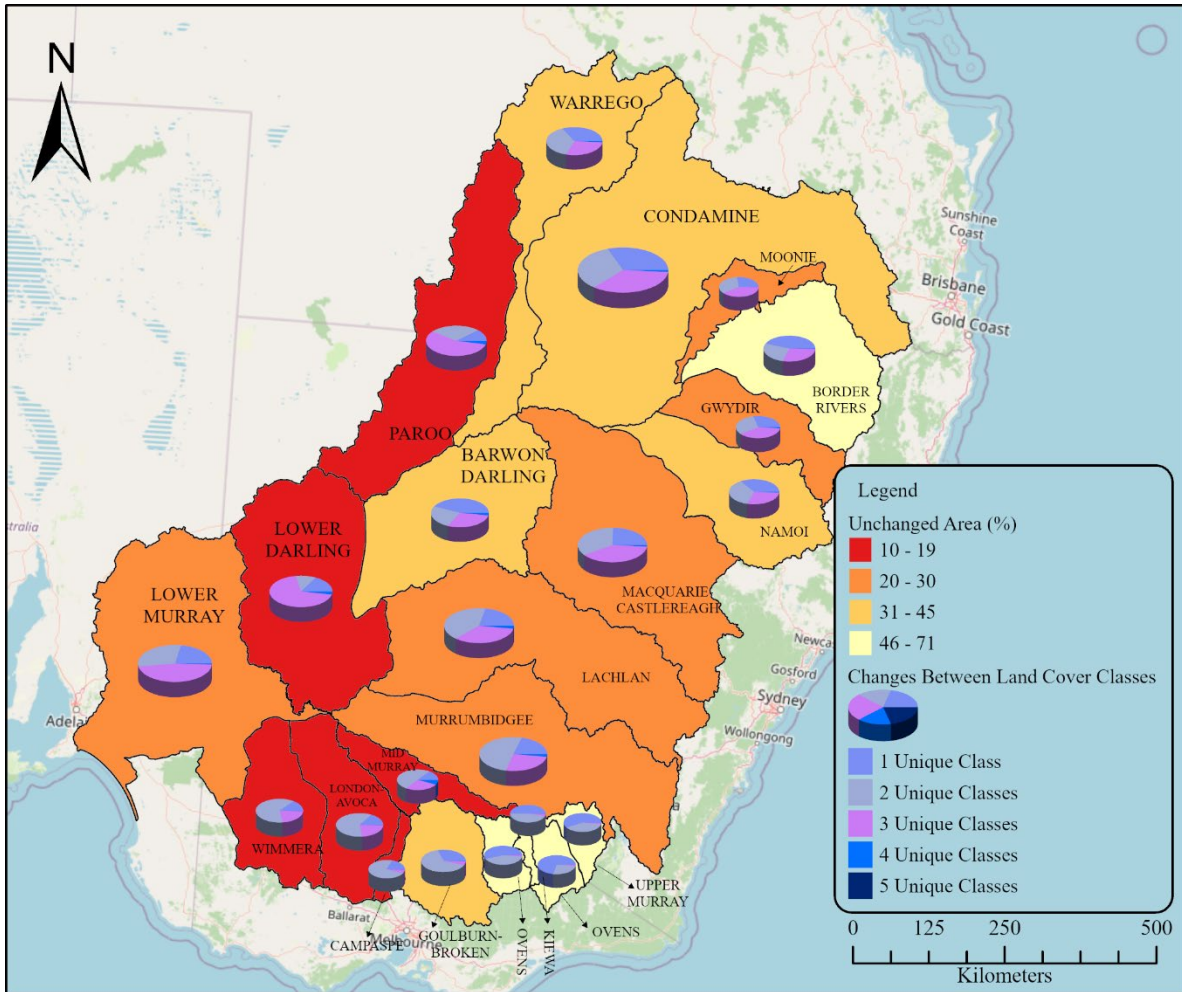 N
WARREGO
CONDAMINE
MOONIE
Sunshine
Coast
Brisbane
Gold Coast
BORDER
RIVERS
GWYDIR
PAROO
BARWON
DARLING
NAMOI
LOWER
DARLING
LOWER
MURRAY
MACQUARIE
CASTLEREAGH
LACHLAN
Gosford
Sydney
Wollongong
MURRUMBIDGEE
MID
MURRAY
LONDON-
AVOCA
WIMMERA
UPPER
MURRAY
OVENS
KIEWA
OVENS
GOULBURN-
BROKEN
CAMPASPE
Ballarat
Melbourne
Adelai
stralia
Newc
Legend
Unchanged Area (%)
10 - 19
20 - 30
31 - 45
46 - 71
Changes Between Land Cover Classes
1 Unique Class
2 Unique Classes
3 Unique Classes
4 Unique Classes
5 Unique Classes
0 125 250 500
Kilometers